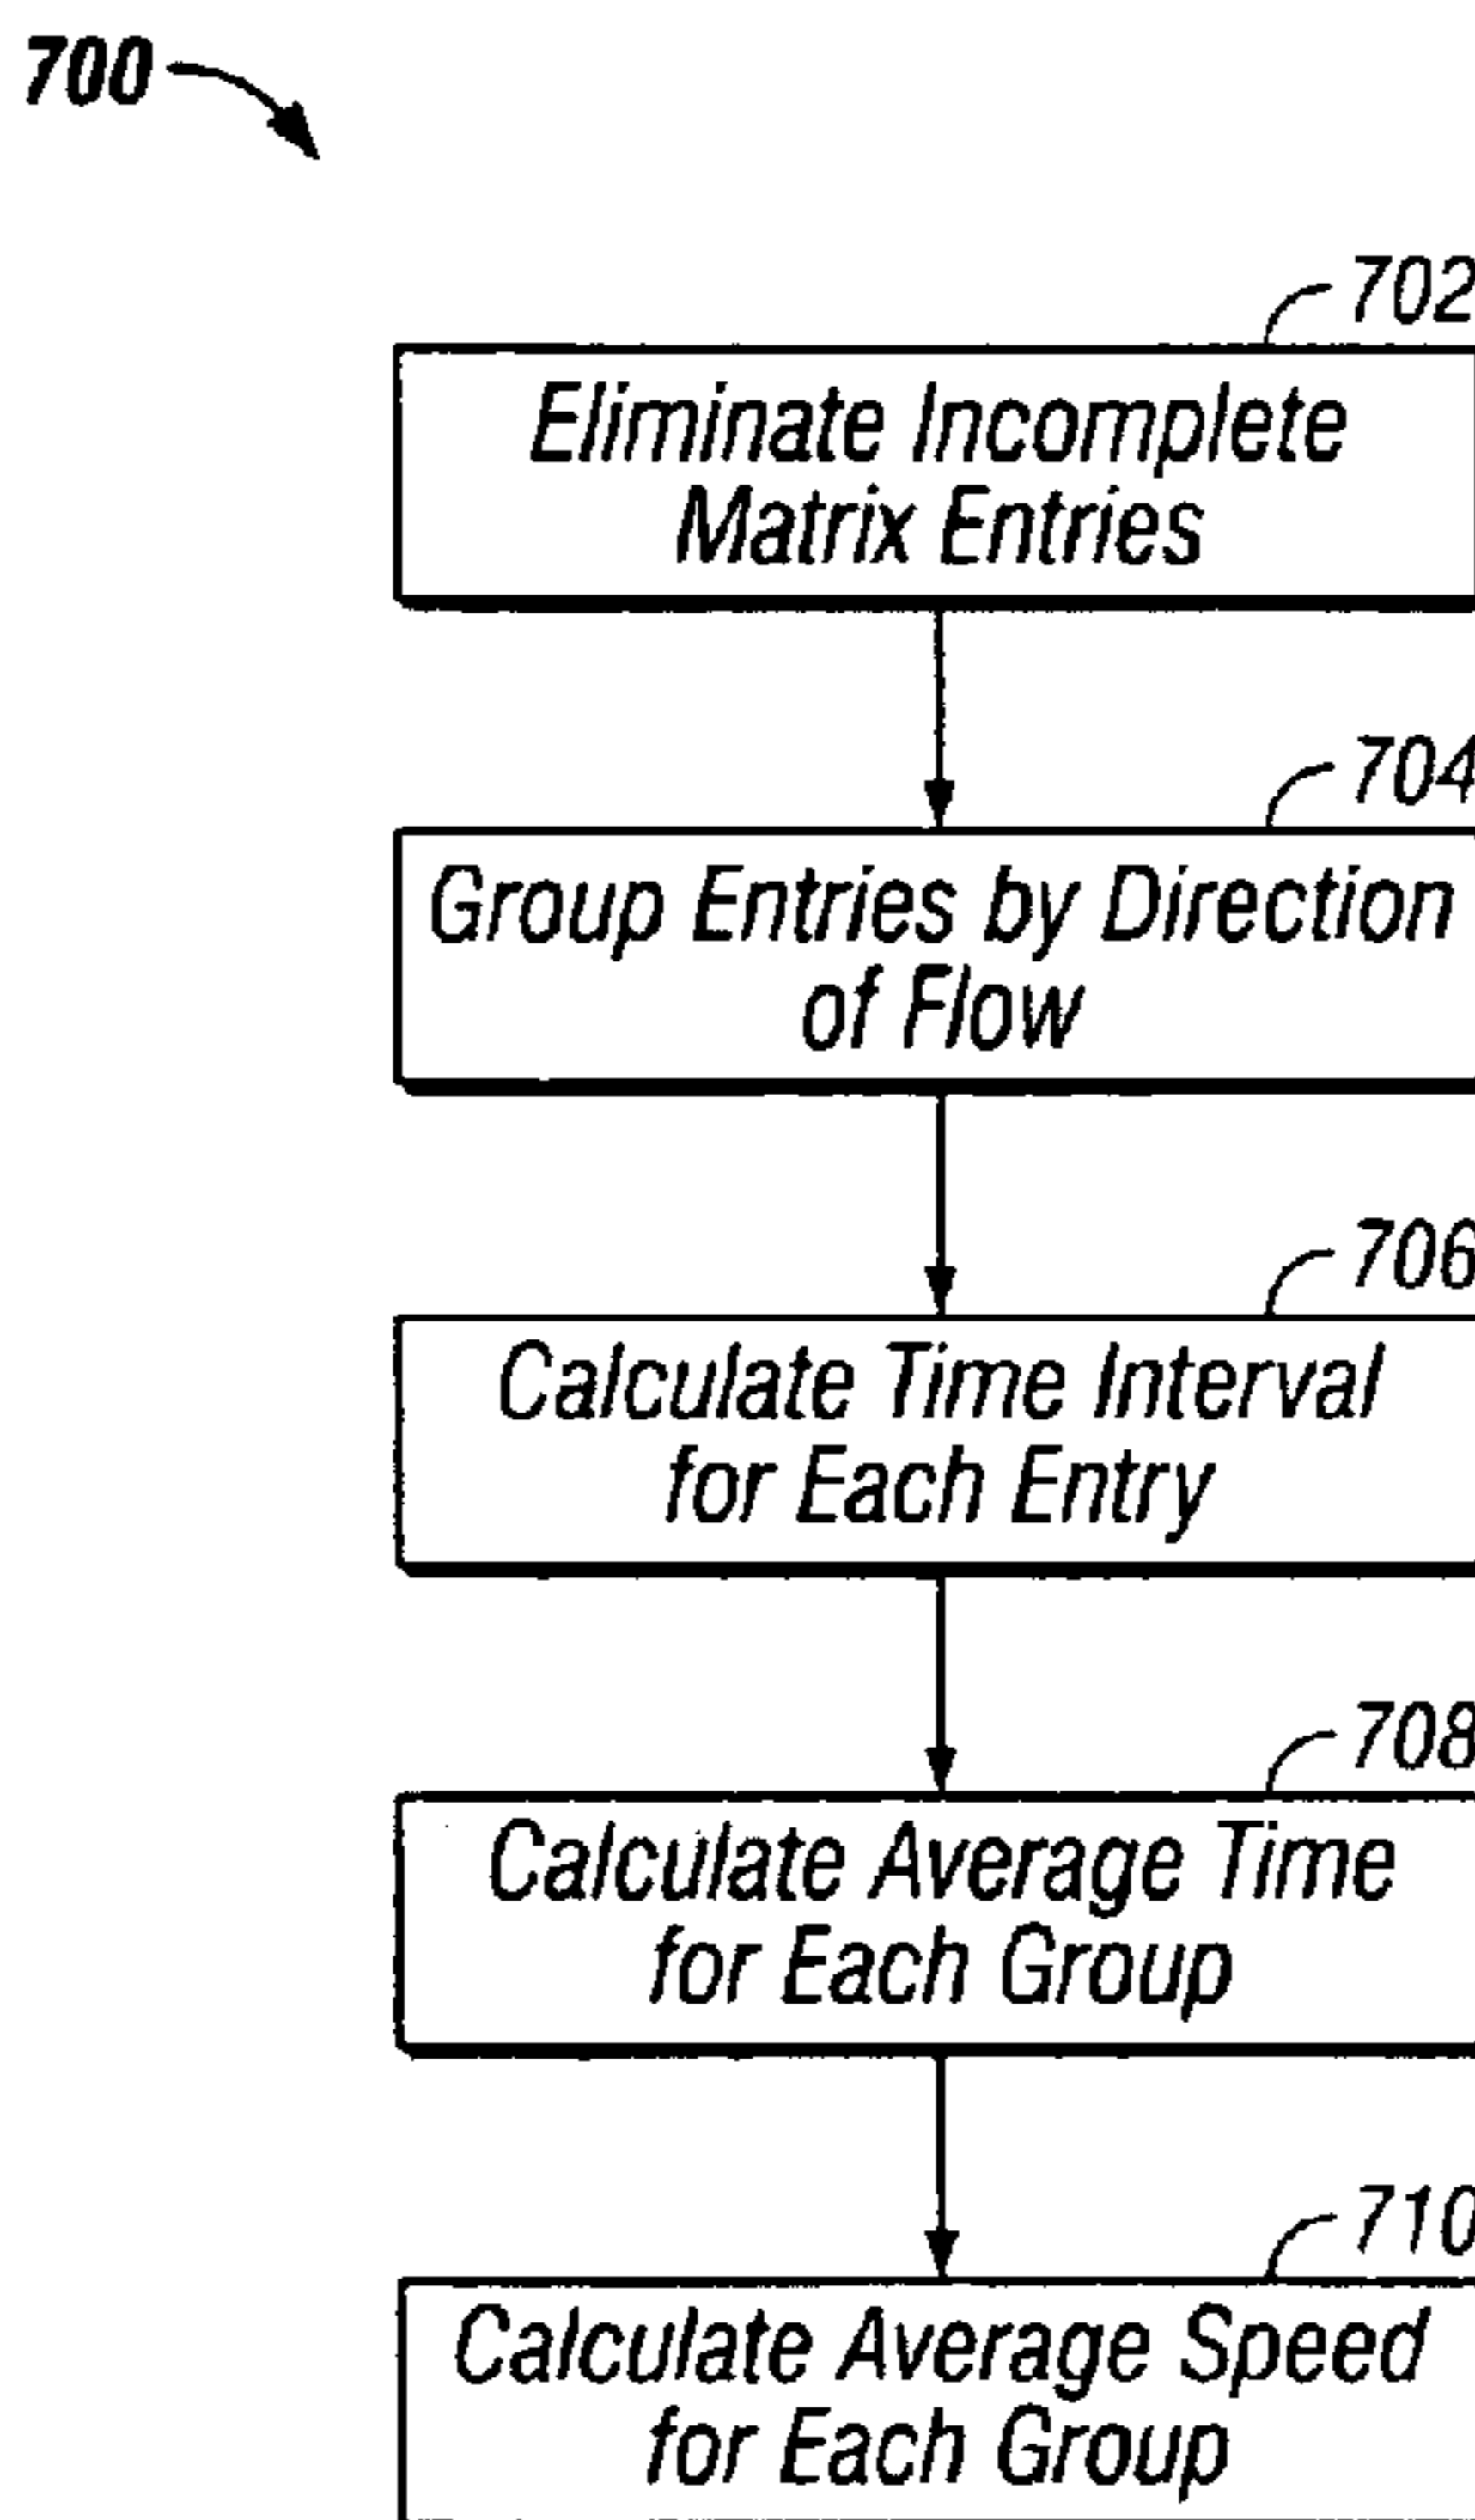 700
702
Eliminate Incomplete
Matrix Entries
704
Group Entries by Direction
of Flow
706
Calculate Time Interval
for Each Entry
708
Calculate Average Time
for Each Group
710
Calculate Average Speed
for Each Group